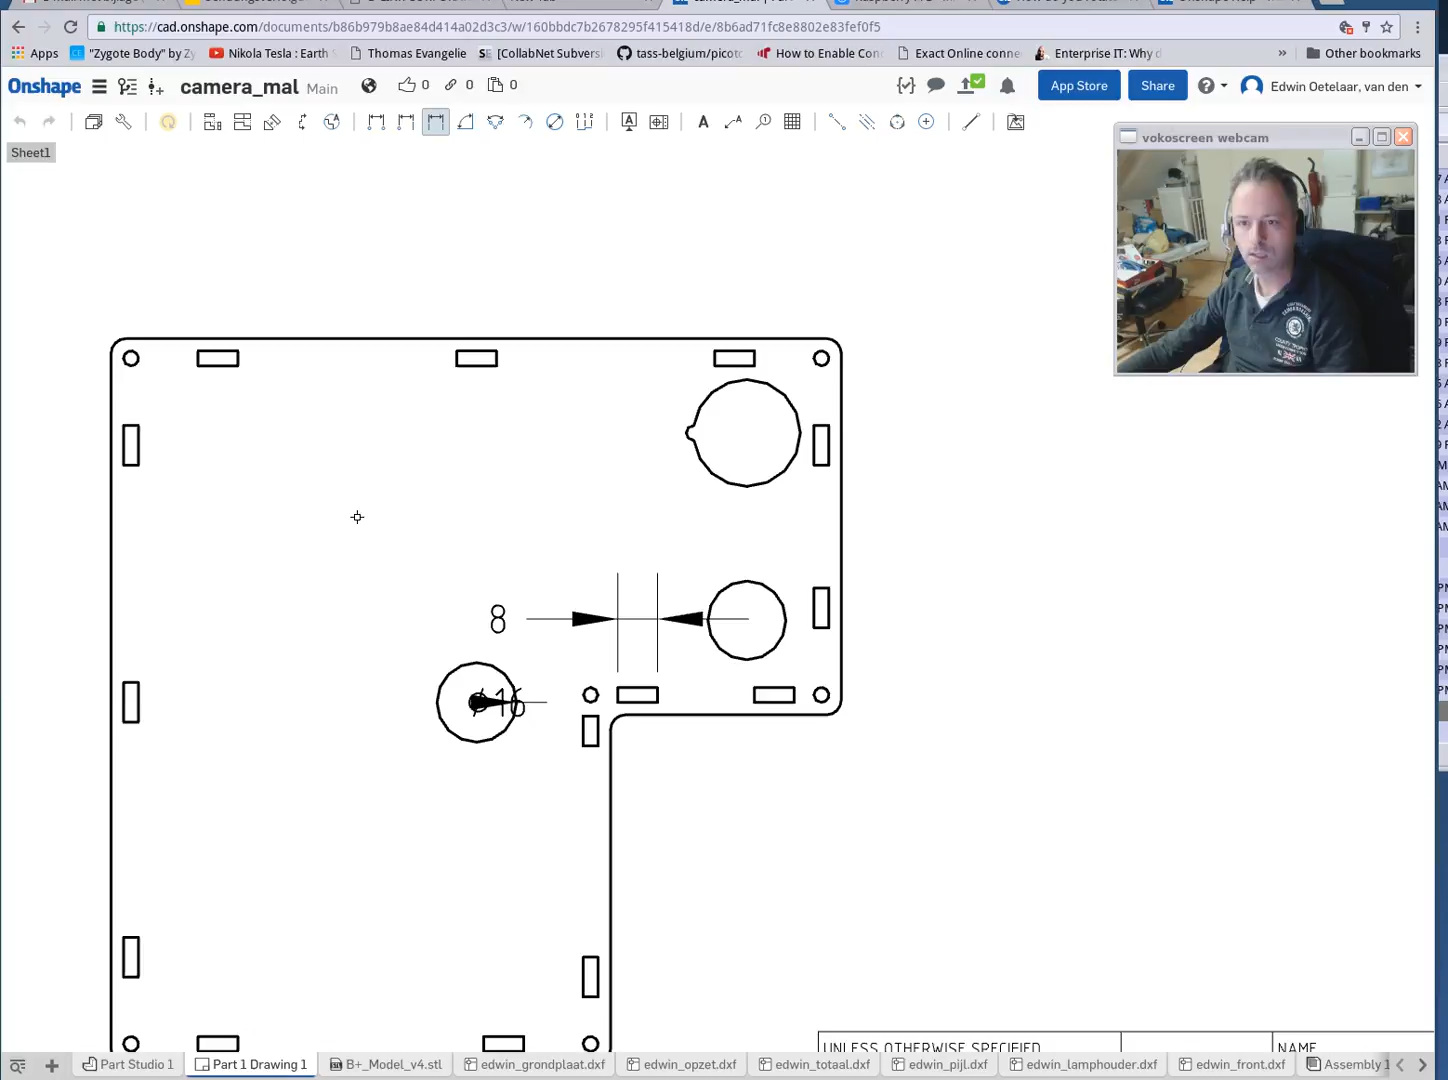 https://cad.onshape.com/documents/b86b979b8ae84d414a02d3c3/w/160bbdc7b2678295f415418d/e/8b6ad71fc8e8802e83fef0f5
Apps "Zygote Body" by Zy Nikola Tesla : Earth Thomas Evangelie SE [CollabNet Subversi tass-belgium/picotc How to Enable Con Exact Online conne Enterprise IT: Why d » Other bookmarks
Onshape camera_mal Main 0 0 0 App Store Share Edwin Oetelaar, van den
Sheet1
vokoscreen webcam
8
⌀16
UNLESS OTHERWISE SPECIFIED NAME
Part Studio 1 Part 1 Drawing 1 B+_Model_v4.stl edwin_grondplaat.dxf edwin_opzet.dxf edwin_totaal.dxf edwin_pijl.dxf edwin_lamphouder.dxf edwin_front.dxf Assembly 1